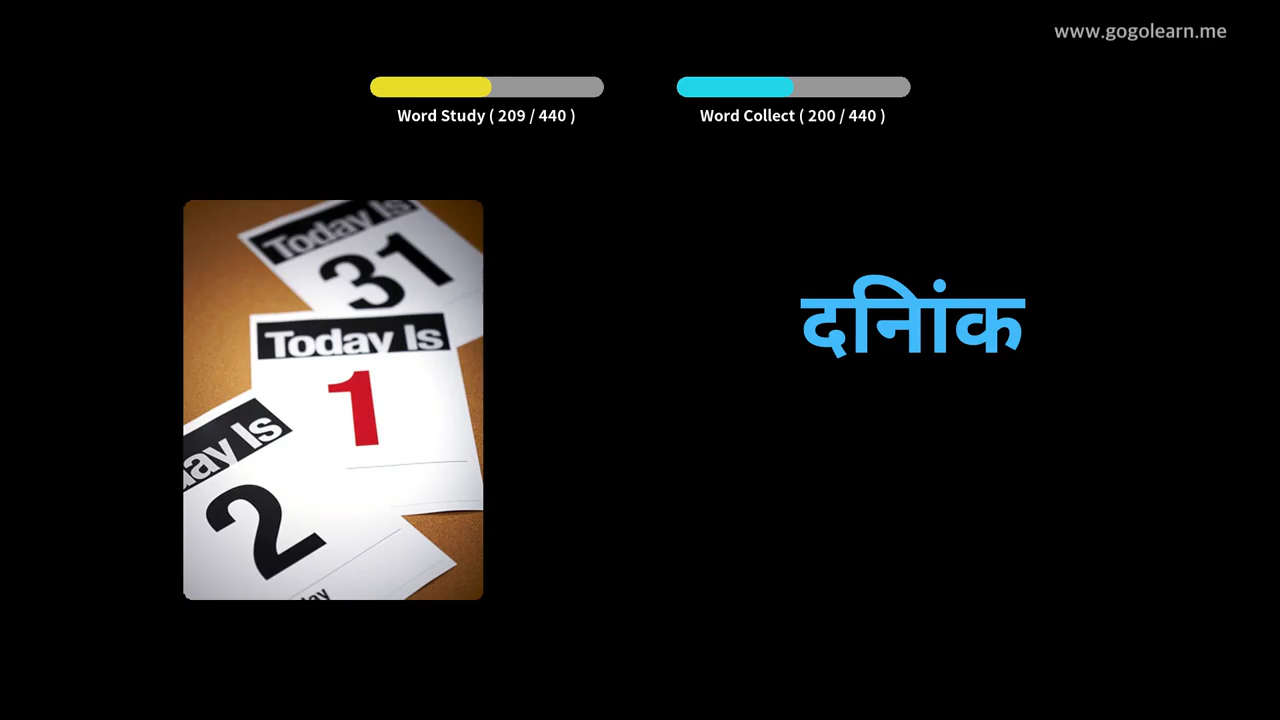 www.gogolearn.me
Word Study ( 209 / 440 )
Word Collect ( 200 / 440 )
Today Is
31
Today Is
1
दनिांक
ay Is
2